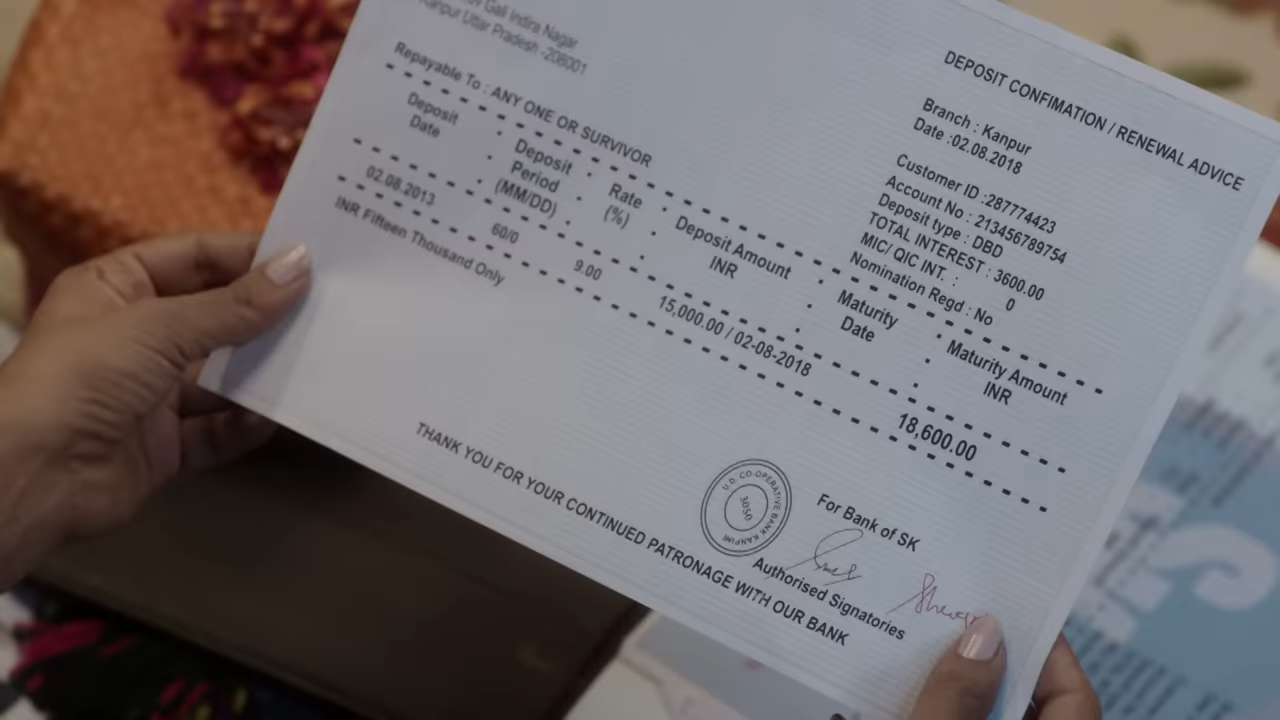 Gali Indira Nagar
Kanpur Uttar Pradesh -208001
DEPOSIT CONFIMATION / RENEWAL ADVICE
Branch : Kanpur
Date :02.08.2018
Customer ID :287774423
Account No : 213456789754
Deposit type : DBD
TOTAL INTEREST : 3600.00
MIC/ QIC INT. : 0
Nomination Regd : No
Repayable To : ANY ONE OR SURVIVOR
Deposit Date
Deposit Period (MM/DD)
Rate (%)
Deposit Amount INR
Maturity Date
Maturity Amount INR
02.08.2013 60/0 9.00 15,000.00 / 02-08-2018 18,600.00
INR Fifteen Thousand Only
For Bank of SK
U.D. CO-OPERATIVE BANK KANPUR
3050
Authorised Signatories
THANK YOU FOR YOUR CONTINUED PATRONAGE WITH OUR BANK